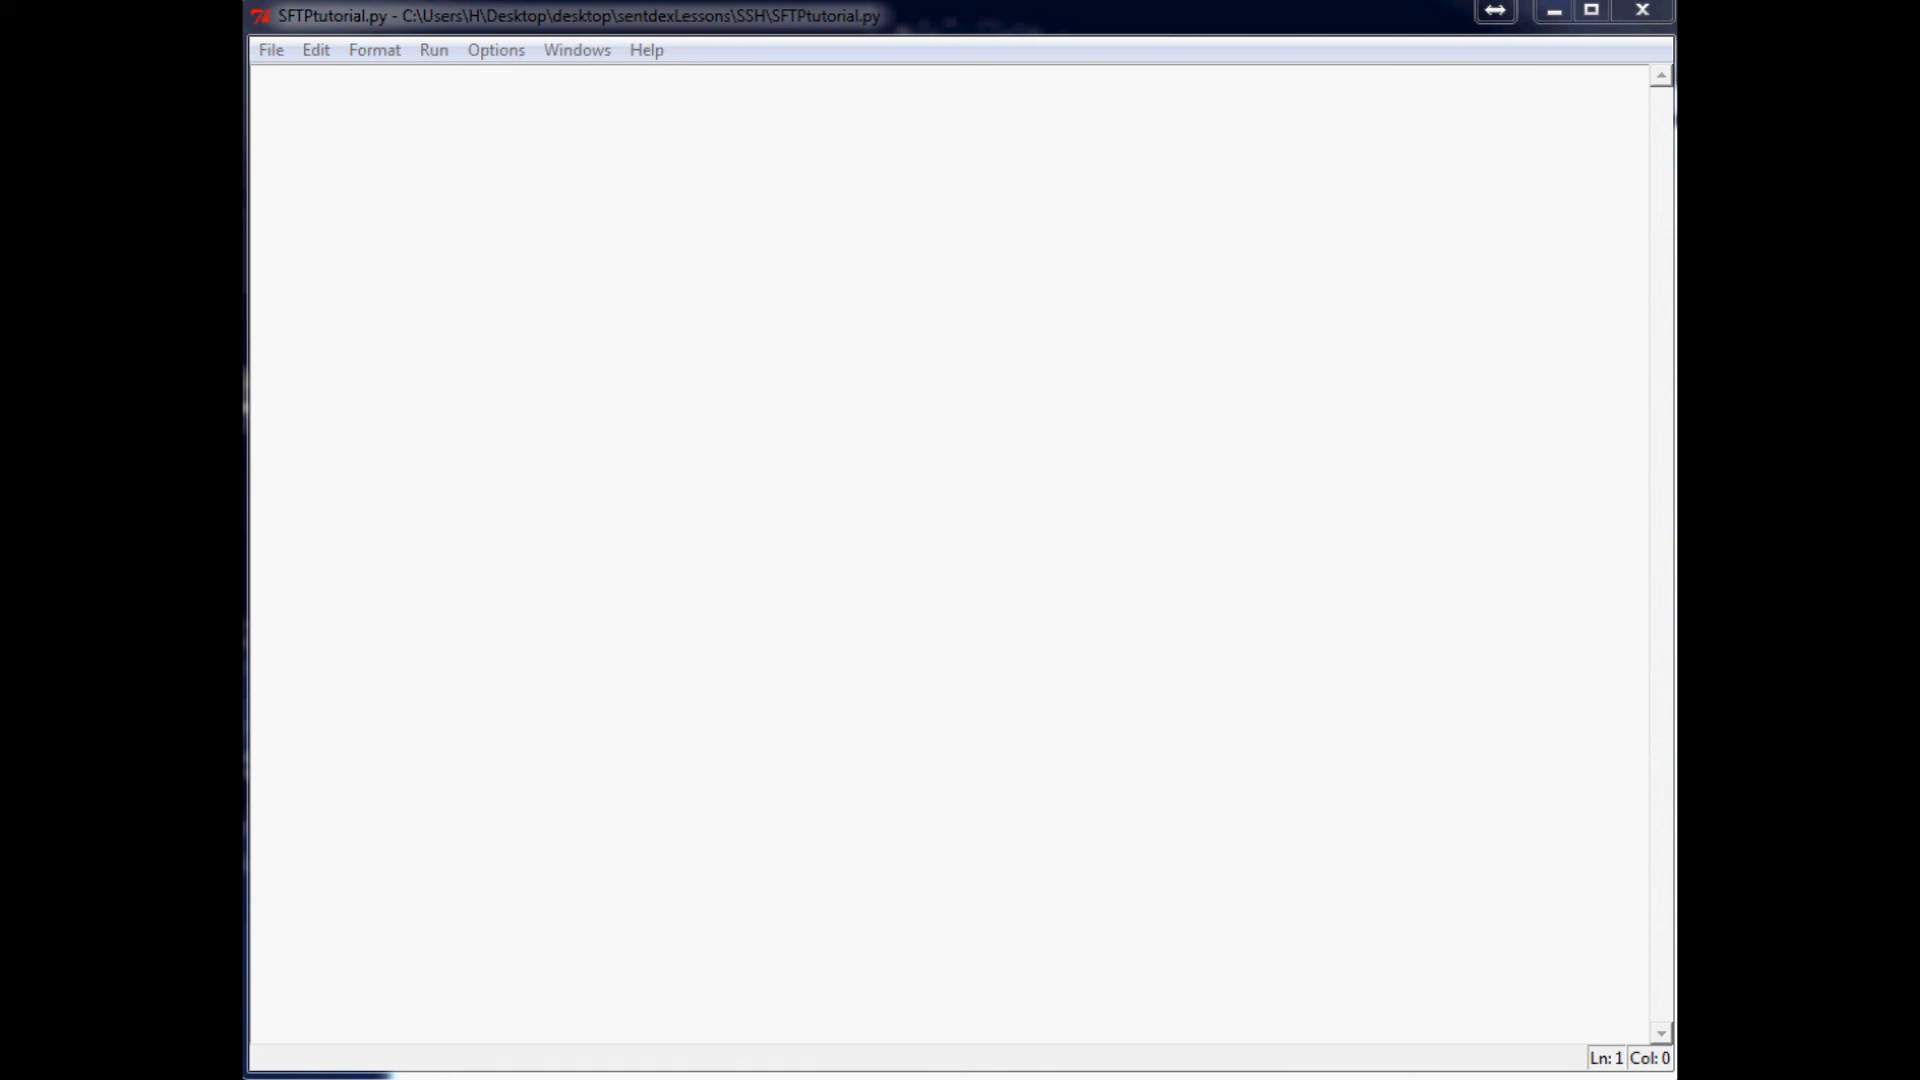 SFTPtutorial.py - C:\Users\H\Desktop\desktop\sentdexLessons\SSH\SFTPtutorial.py
File Edit Format Run Options Windows Help
Ln: 1 Col: 0